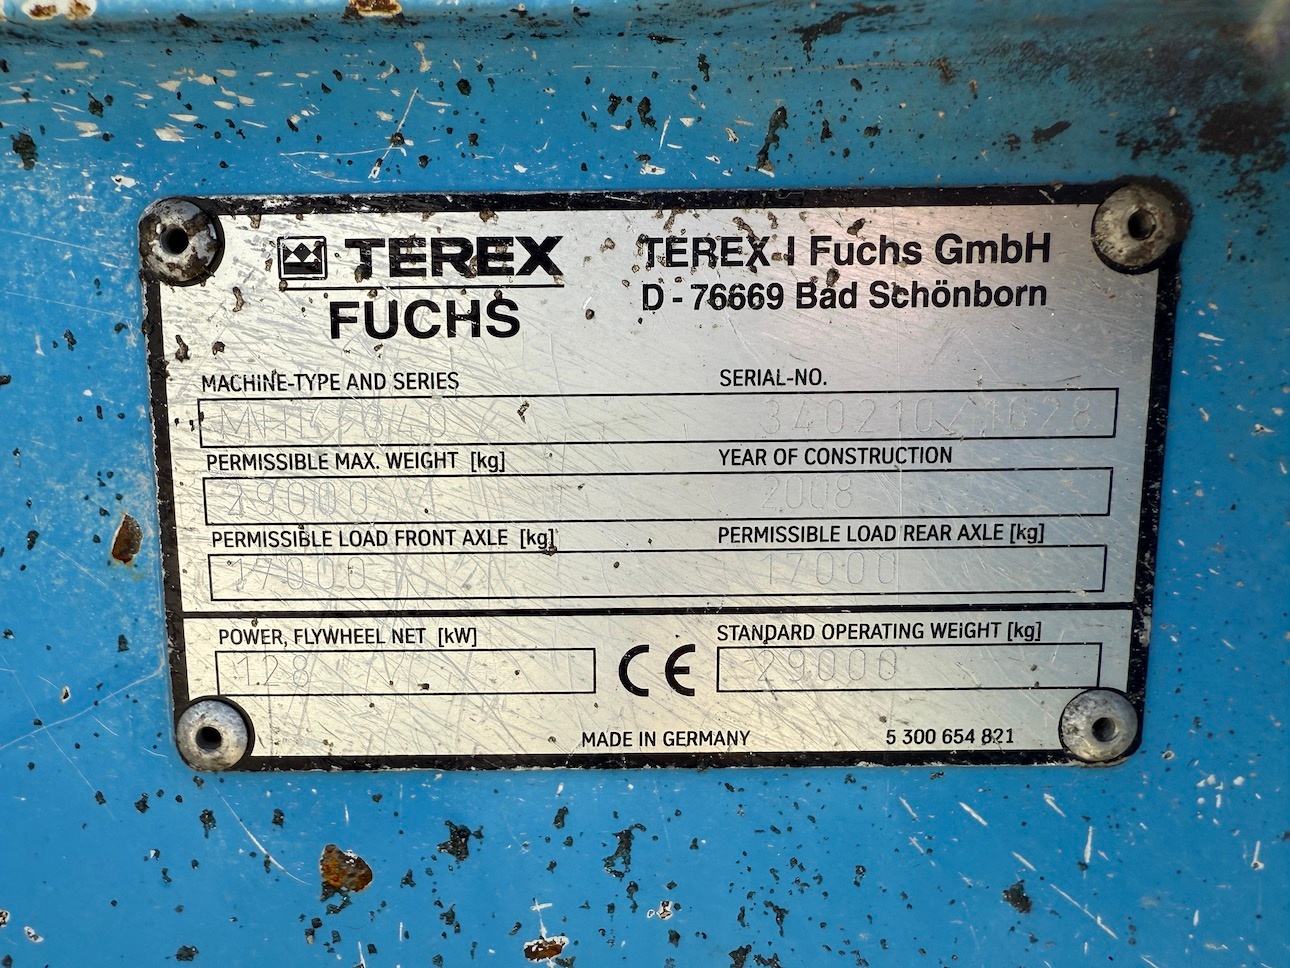 TEREX
FUCHS
TEREX I Fuchs GmbH
D - 76669 Bad Schönborn
MACHINE-TYPE AND SERIES SERIAL-NO.
PERMISSIBLE MAX. WEIGHT [kg] YEAR OF CONSTRUCTION
29000 2008
PERMISSIBLE LOAD FRONT AXLE [kg] PERMISSIBLE LOAD REAR AXLE [kg]
17000 17000
POWER, FLYWHEEL NET [kW] STANDARD OPERATING WEiGHT [kg]
128 CE 29000
MADE IN GERMANY 5 300 654 821